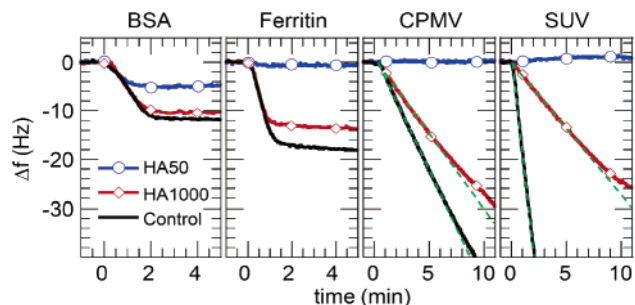 BSA Ferritin CPMV SUV
0
-10
-20
-30
Δf (Hz)
HA50
HA1000
Control
0 2 4 0 2 4 0 5 10 0 5 10
time (min)